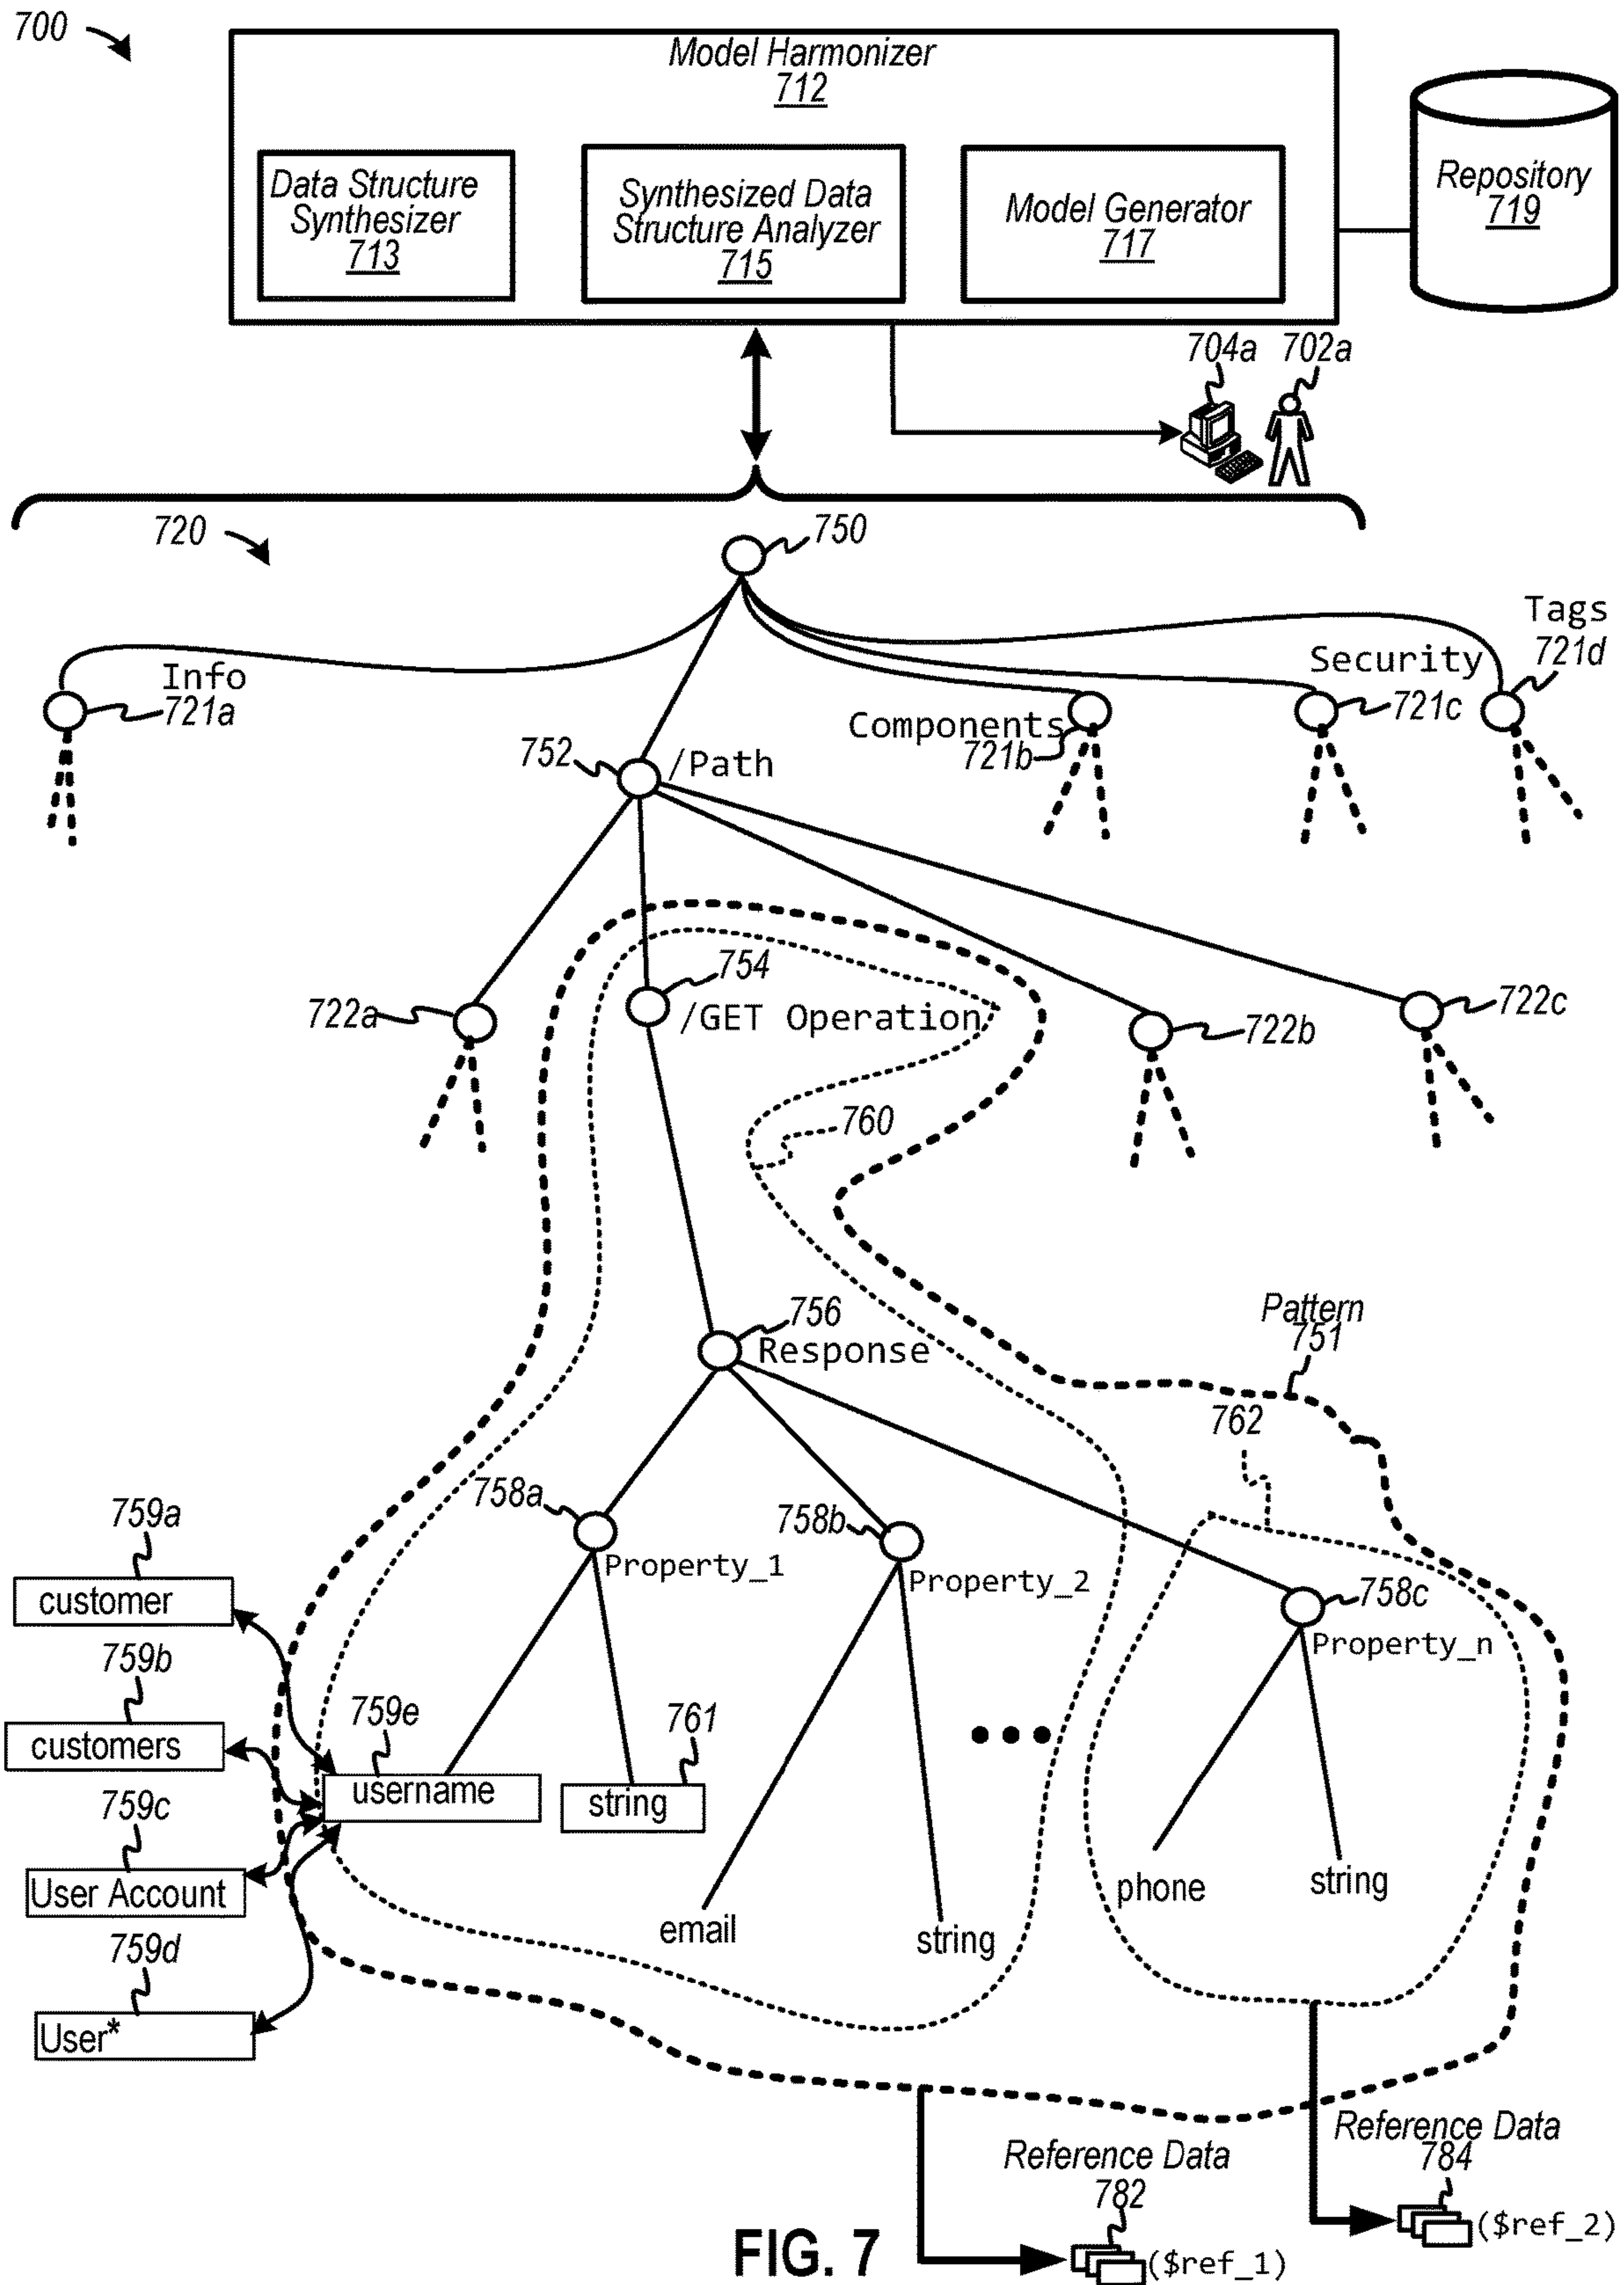 700
Model Harmonizer
712
Data Structure
Synthesizer
713
Synthesized Data
Structure Analyzer
715
Model Generator
717
Repository
719
704a 702a
720
750
Info
721a
Components
721b
Security
721c
Tags
721d
752
/Path
722a
754
/GET Operation
722b
722c
760
756
Response
Pattern
751
762
758a
Property_1
758b
Property_2
758c
Property_n
759a
customer
759b
customers
759c
User Account
759d
User*
759e
username
761
string
email
string
phone
string
Reference Data
782
($ref_1)
Reference Data
784
($ref_2)
FIG. 7